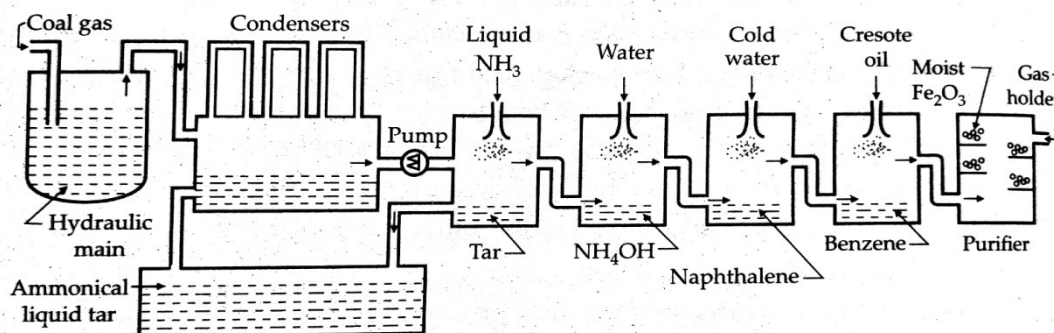 Coal gas
Condensers
Liquid
NH₃
Water
Cold
water
Cresote
oil
Moist
Fe₂O₃
Gas-
holde
Pump
Hydraulic
main
Tar
NH₄OH
Naphthalene
Benzene
Purifier
Ammonical
liquid tar